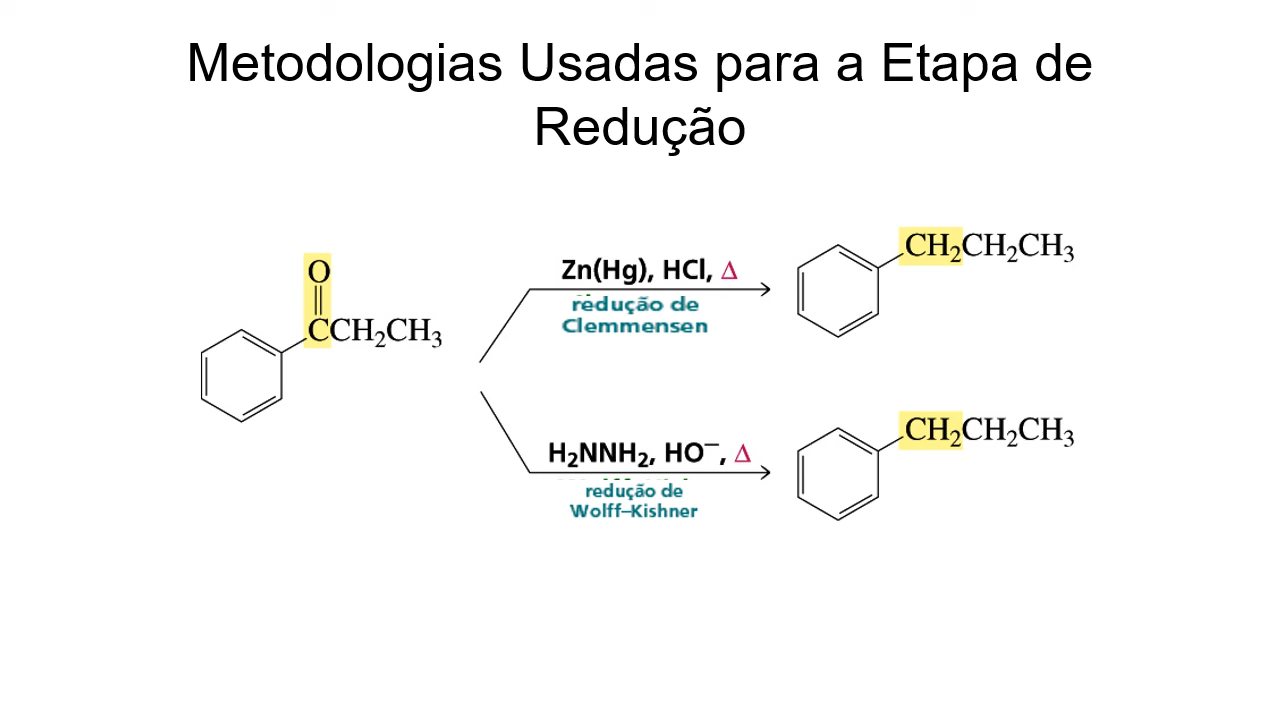 Metodologias Usadas para a Etapa de
Redução
O
CCH₂CH₃
Zn(Hg), HCl, Δ
redução de
Clemmensen
CH₂CH₂CH₃
H₂NNH₂, HO⁻, Δ
redução de
Wolff–Kishner
CH₂CH₂CH₃